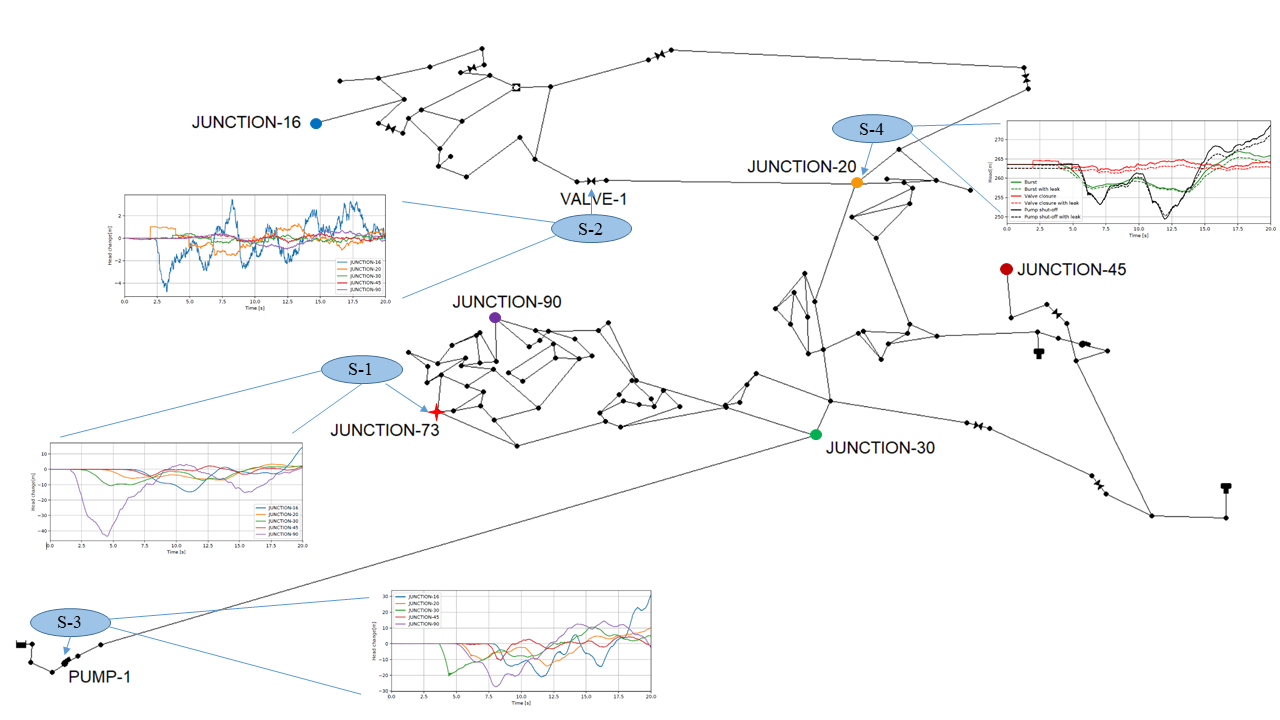 JUNCTION-16
S-4
JUNCTION-20
270
265
260
255
250
Head[m]
Burst
Burst with leak
Valve closure
Valve closure with leak
Pump shut-off
Pump shut-off with leak
0.0 2.5 5.0 7.5 10.0 12.5 15.0 17.5 20.0
Time [s]
VALVE-1
S-2
2
0
−2
−4
Head change[m]
JUNCTION-16
JUNCTION-20
JUNCTION-30
JUNCTION-45
JUNCTION-90
0.0 2.5 5.0 7.5 10.0 12.5 15.0 17.5 20.0
Time [s]
JUNCTION-45
JUNCTION-90
S-1
JUNCTION-73
JUNCTION-30
10
0
−10
−20
−30
−40
Head change[m]
JUNCTION-16
JUNCTION-20
JUNCTION-30
JUNCTION-45
JUNCTION-90
0.0 2.5 5.0 7.5 10.0 12.5 15.0 17.5 20.0
Time [s]
S-3
PUMP-1
30
20
10
0
−10
−20
−30
Head change[m]
JUNCTION-16
JUNCTION-20
JUNCTION-30
JUNCTION-45
JUNCTION-90
0.0 2.5 5.0 7.5 10.0 12.5 15.0 17.5 20.0
Time [s]